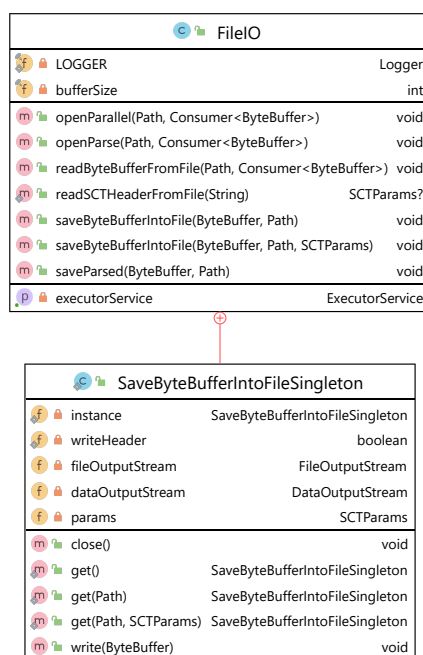 FileIO
LOGGER Logger
bufferSize int
openParallel(Path, Consumer<ByteBuffer>) void
openParse(Path, Consumer<ByteBuffer>) void
readByteBufferFromFile(Path, Consumer<ByteBuffer>) void
readSCTHeaderFromFile(String) SCTParams?
saveByteBufferIntoFile(ByteBuffer, Path) void
saveByteBufferIntoFile(ByteBuffer, Path, SCTParams) void
saveParsed(ByteBuffer, Path) void
executorService ExecutorService
SaveByteBufferIntoFileSingleton
instance SaveByteBufferIntoFileSingleton
writeHeader boolean
fileOutputStream FileOutputStream
dataOutputStream DataOutputStream
params SCTParams
close() void
get() SaveByteBufferIntoFileSingleton
get(Path) SaveByteBufferIntoFileSingleton
get(Path, SCTParams) SaveByteBufferIntoFileSingleton
write(ByteBuffer) void